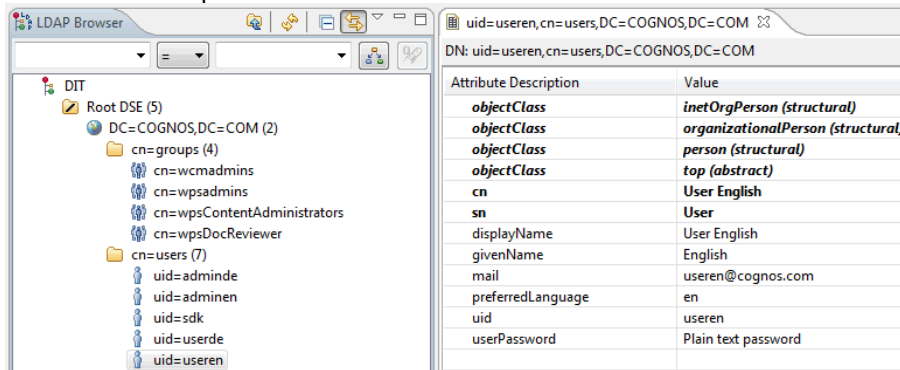 LDAP Browser
=
DIT
Root DSE (5)
DC=COGNOS,DC=COM (2)
cn=groups (4)
cn=wcmadmins
cn=wpsadmins
cn=wpsContentAdministrators
cn=wpsDocReviewer
cn=users (7)
uid=adminde
uid=adminen
uid=sdk
uid=userde
uid=useren
uid=useren,cn=users,DC=COGNOS,DC=COM
DN: uid=useren,cn=users,DC=COGNOS,DC=COM
Attribute Description Value
objectClass inetOrgPerson (structural)
objectClass organizationalPerson (structural)
objectClass person (structural)
objectClass top (abstract)
cn User English
sn User
displayName User English
givenName English
mail useren@cognos.com
preferredLanguage en
uid useren
userPassword Plain text password